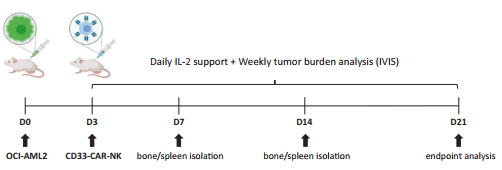 Daily IL-2 support + Weekly tumor burden analysis (IVIS)
D0 D3 D7 D14 D21
OCI-AML2 CD33-CAR-NK bone/spleen isolation bone/spleen isolation endpoint analysis